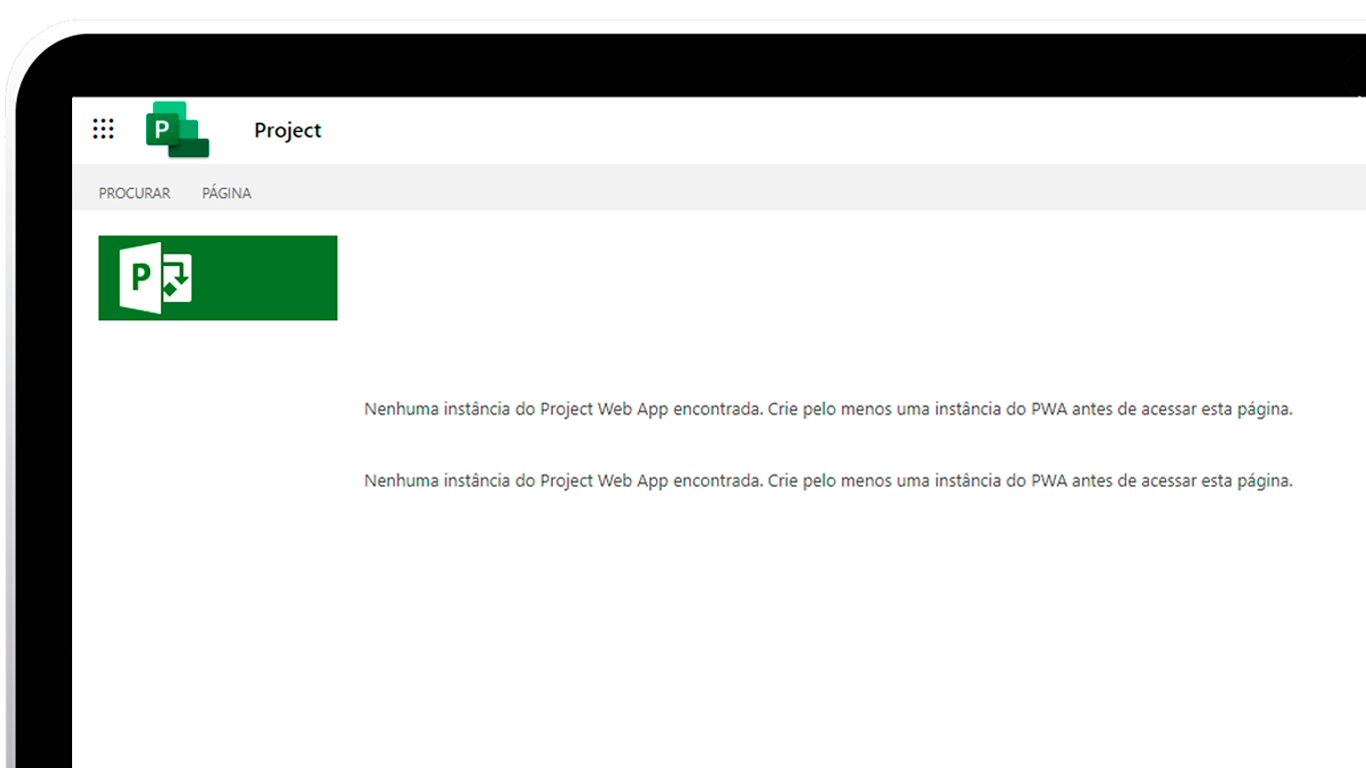 P
Project
PROCURAR PÁGINA
P
Nenhuma instância do Project Web App encontrada. Crie pelo menos uma instância do PWA antes de acessar esta página.
Nenhuma instância do Project Web App encontrada. Crie pelo menos uma instância do PWA antes de acessar esta página.